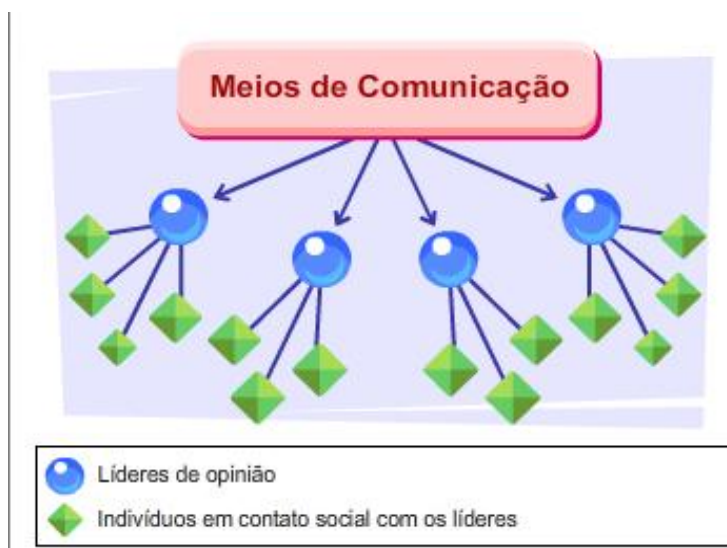 Meios de Comunicação
Líderes de opinião
Indivíduos em contato social com os líderes